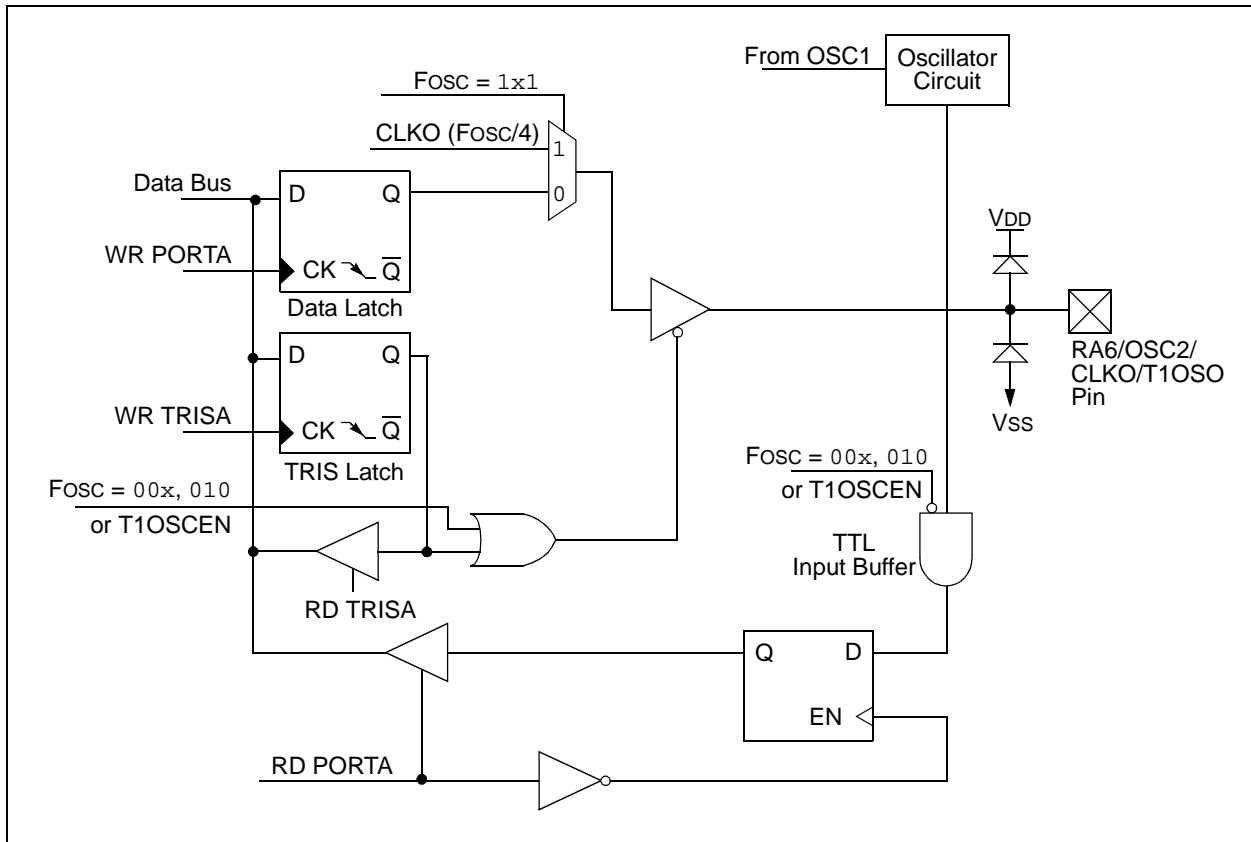 From OSC1
Oscillator
Circuit
FOSC = 1x1
CLKO (FOSC/4)
1
0
Data Bus
D
Q
WR PORTA
CK
Q̅
Data Latch
VDD
RA6/OSC2/
CLKO/T1OSO
Pin
VSS
D
Q
WR TRISA
CK
Q̅
TRIS Latch
FOSC = 00x, 010
or T1OSCEN
FOSC = 00x, 010
or T1OSCEN
TTL
Input Buffer
RD TRISA
Q
D
EN
RD PORTA